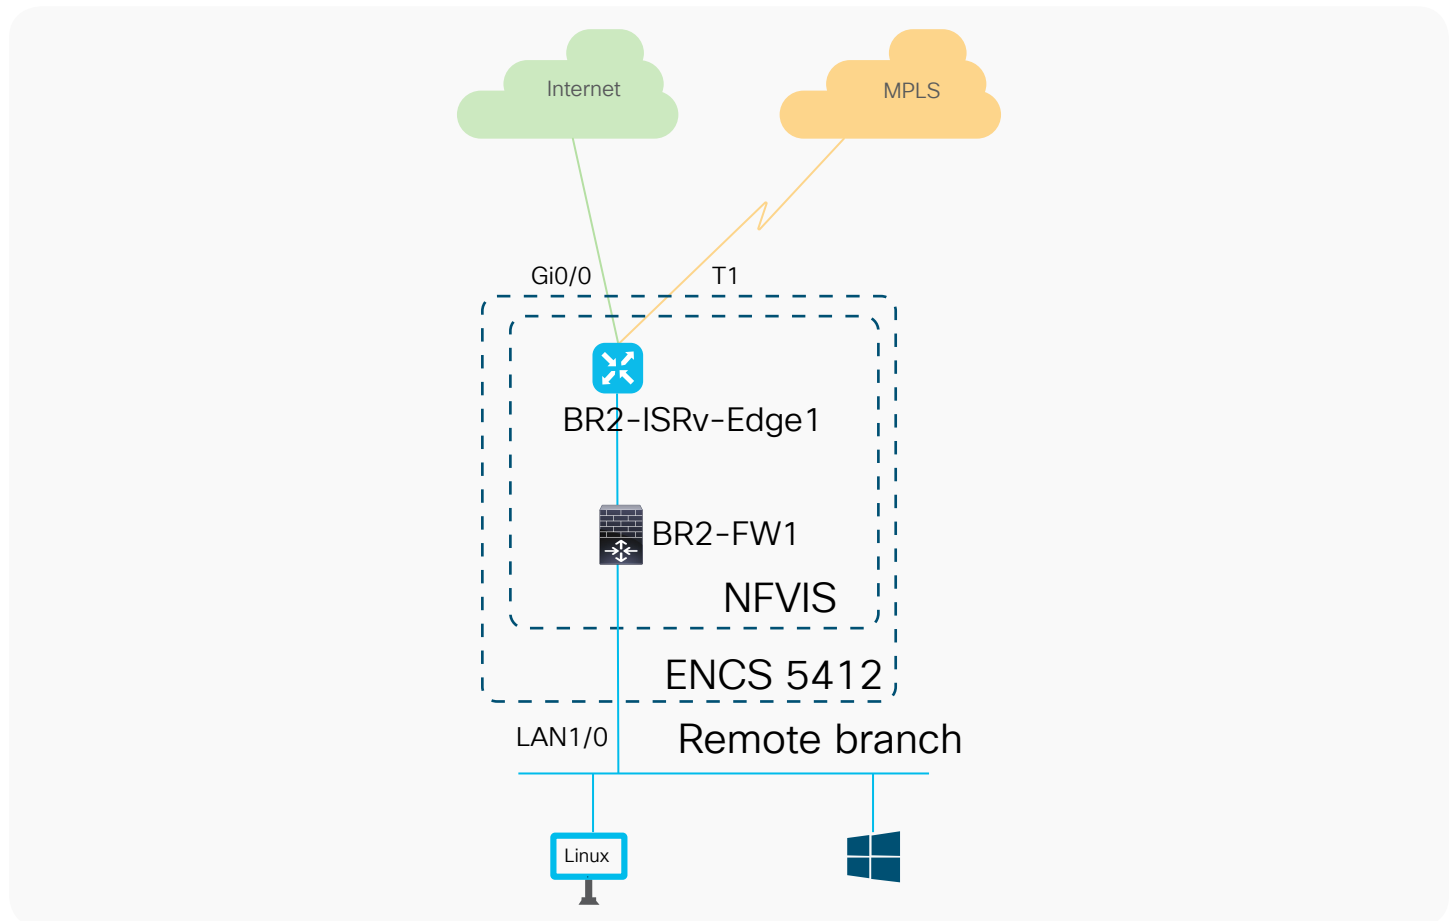 Internet
MPLS
Gi0/0
T1
BR2-ISRv-Edge1
BR2-FW1
NFVIS
ENCS 5412
LAN1/0
Remote branch
Linux